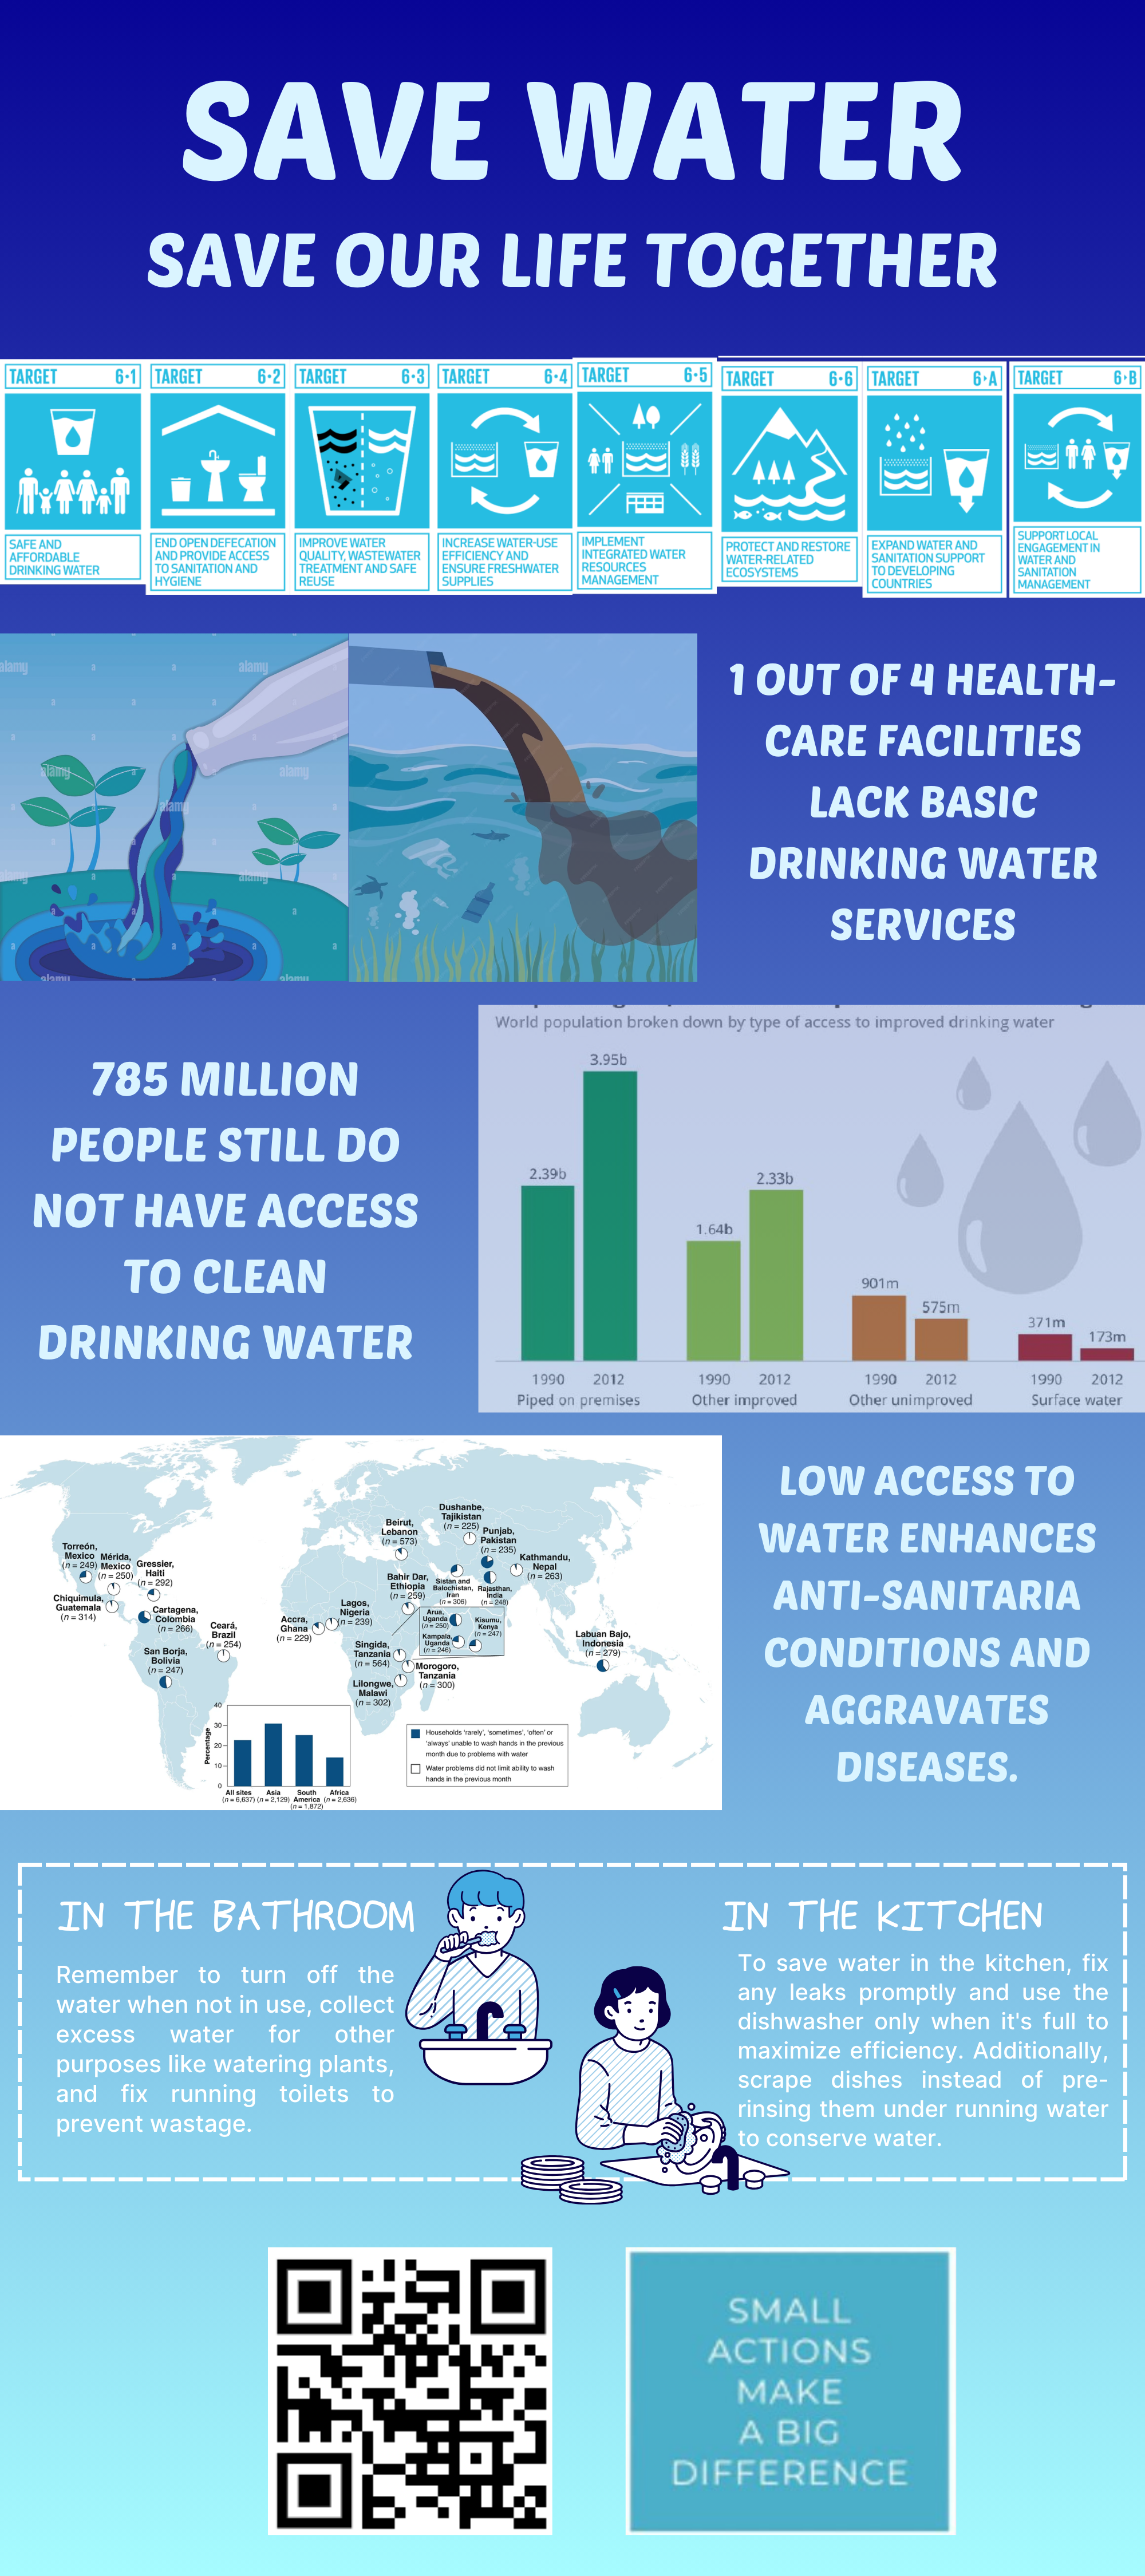 SAVE WATER
SAVE OUR LIFE TOGETHER
TARGET 6·1
SAFE AND
AFFORDABLE
DRINKING WATER
TARGET 6·2
END OPEN DEFECATION
AND PROVIDE ACCESS
TO SANITATION AND
HYGIENE
TARGET 6·3
IMPROVE WATER
QUALITY, WASTEWATER
TREATMENT AND SAFE
REUSE
TARGET 6·4
INCREASE WATER-USE
EFFICIENCY AND
ENSURE FRESHWATER
SUPPLIES
TARGET 6·5
IMPLEMENT
INTEGRATED WATER
RESOURCES
MANAGEMENT
TARGET 6·6
PROTECT AND RESTORE
WATER-RELATED
ECOSYSTEMS
TARGET 6·A
EXPAND WATER AND
SANITATION SUPPORT
TO DEVELOPING
COUNTRIES
TARGET 6·B
SUPPORT LOCAL
ENGAGEMENT IN
WATER AND
SANITATION
MANAGEMENT
alamy a alamy
alamy alamy
alamy
alamy alamy
alamy alamy
1 OUT OF 4 HEALTH-
CARE FACILITIES
LACK BASIC
DRINKING WATER
SERVICES
785 MILLION
PEOPLE STILL DO
NOT HAVE ACCESS
TO CLEAN
DRINKING WATER
World population broken down by type of access to improved drinking water
3.95b
2.39b
2.33b
1.64b
901m
575m
371m
173m
1990 2012 1990 2012 1990 2012 1990 2012
Piped on premises Other improved Other unimproved Surface water
Dushanbe,
Tajikistan
(n = 225)
Beirut,
Lebanon
(n = 573)
Punjab,
Pakistan
(n = 235)
Kathmandu,
Nepal
(n = 263)
Torreón,
Mexico
(n = 249)
Mérida,
Mexico
(n = 250)
Gressier,
Haiti
(n = 292)
Chiquimula,
Guatemala
(n = 314)
Cartagena,
Colombia
(n = 266)
Ceará,
Brazil
(n = 254)
San Borja,
Bolivia
(n = 247)
Bahir Dar,
Ethiopia
(n = 259)
Sistan and
Balochistan,
Iran
(n = 306)
Rajasthan,
India
(n = 248)
Lagos,
Nigeria
(n = 239)
Accra,
Ghana
(n = 229)
Arua,
Uganda
(n = 250)
Kisumu,
Kenya
(n = 247)
Kampala,
Uganda
(n = 246)
Singida,
Tanzania
(n = 564)
Morogoro,
Tanzania
(n = 300)
Lilongwe,
Malawi
(n = 302)
Labuan Bajo,
Indonesia
(n = 279)
Percentage
40
30
20
10
0
All sites Asia South Africa
(n = 6,637) (n = 2,129) America (n = 2,636)
(n = 1,872)
Households 'rarely', 'sometimes', 'often' or
'always' unable to wash hands in the previous
month due to problems with water
Water problems did not limit ability to wash
hands in the previous month
LOW ACCESS TO
WATER ENHANCES
ANTI-SANITARIA
CONDITIONS AND
AGGRAVATES
DISEASES.
IN THE BATHROOM
Remember to turn off the
water when not in use, collect
excess water for other
purposes like watering plants,
and fix running toilets to
prevent wastage.
IN THE KITCHEN
To save water in the kitchen, fix
any leaks promptly and use the
dishwasher only when it's full to
maximize efficiency. Additionally,
scrape dishes instead of pre-
rinsing them under running water
to conserve water.
SMALL
ACTIONS
MAKE
A BIG
DIFFERENCE